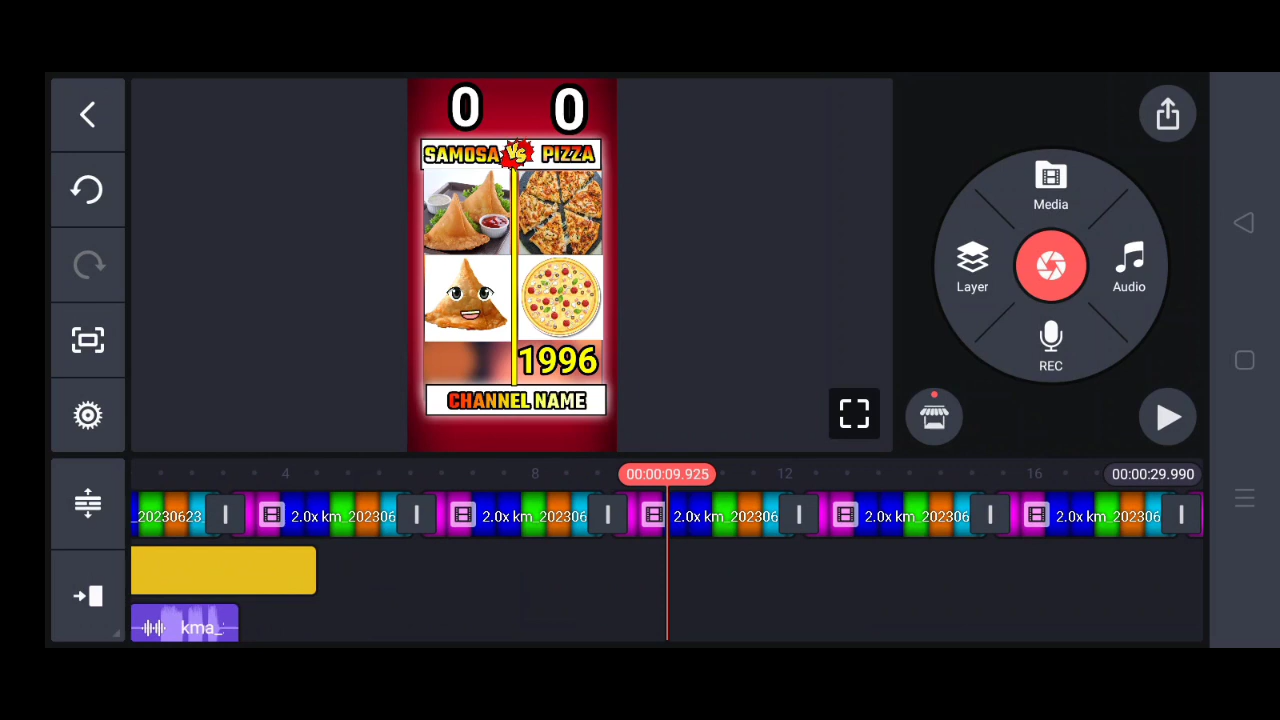 0 0
SAMOSA VS PIZZA
1996
CHANNEL NAME
Media
Layer
Audio
REC
4 8 00:00:09.925 12 16 00:00:29.990
_20230623 2.0x km_202306 2.0x km_202306 2.0x km_202306 2.0x km_202306 2.0x km_202306
kma_